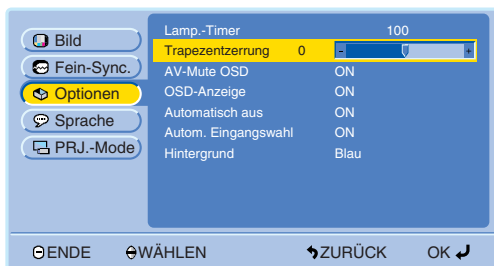 Bild
Fein-Sync.
Optionen
Sprache
PRJ.-Mode
Lamp.-Timer 100
Trapezentzerrung 0 - +
AV-Mute OSD ON
OSD-Anzeige ON
Automatisch aus ON
Autom. Eingangswahl ON
Hintergrund Blau
ENDE WÄHLEN ZURÜCK OK